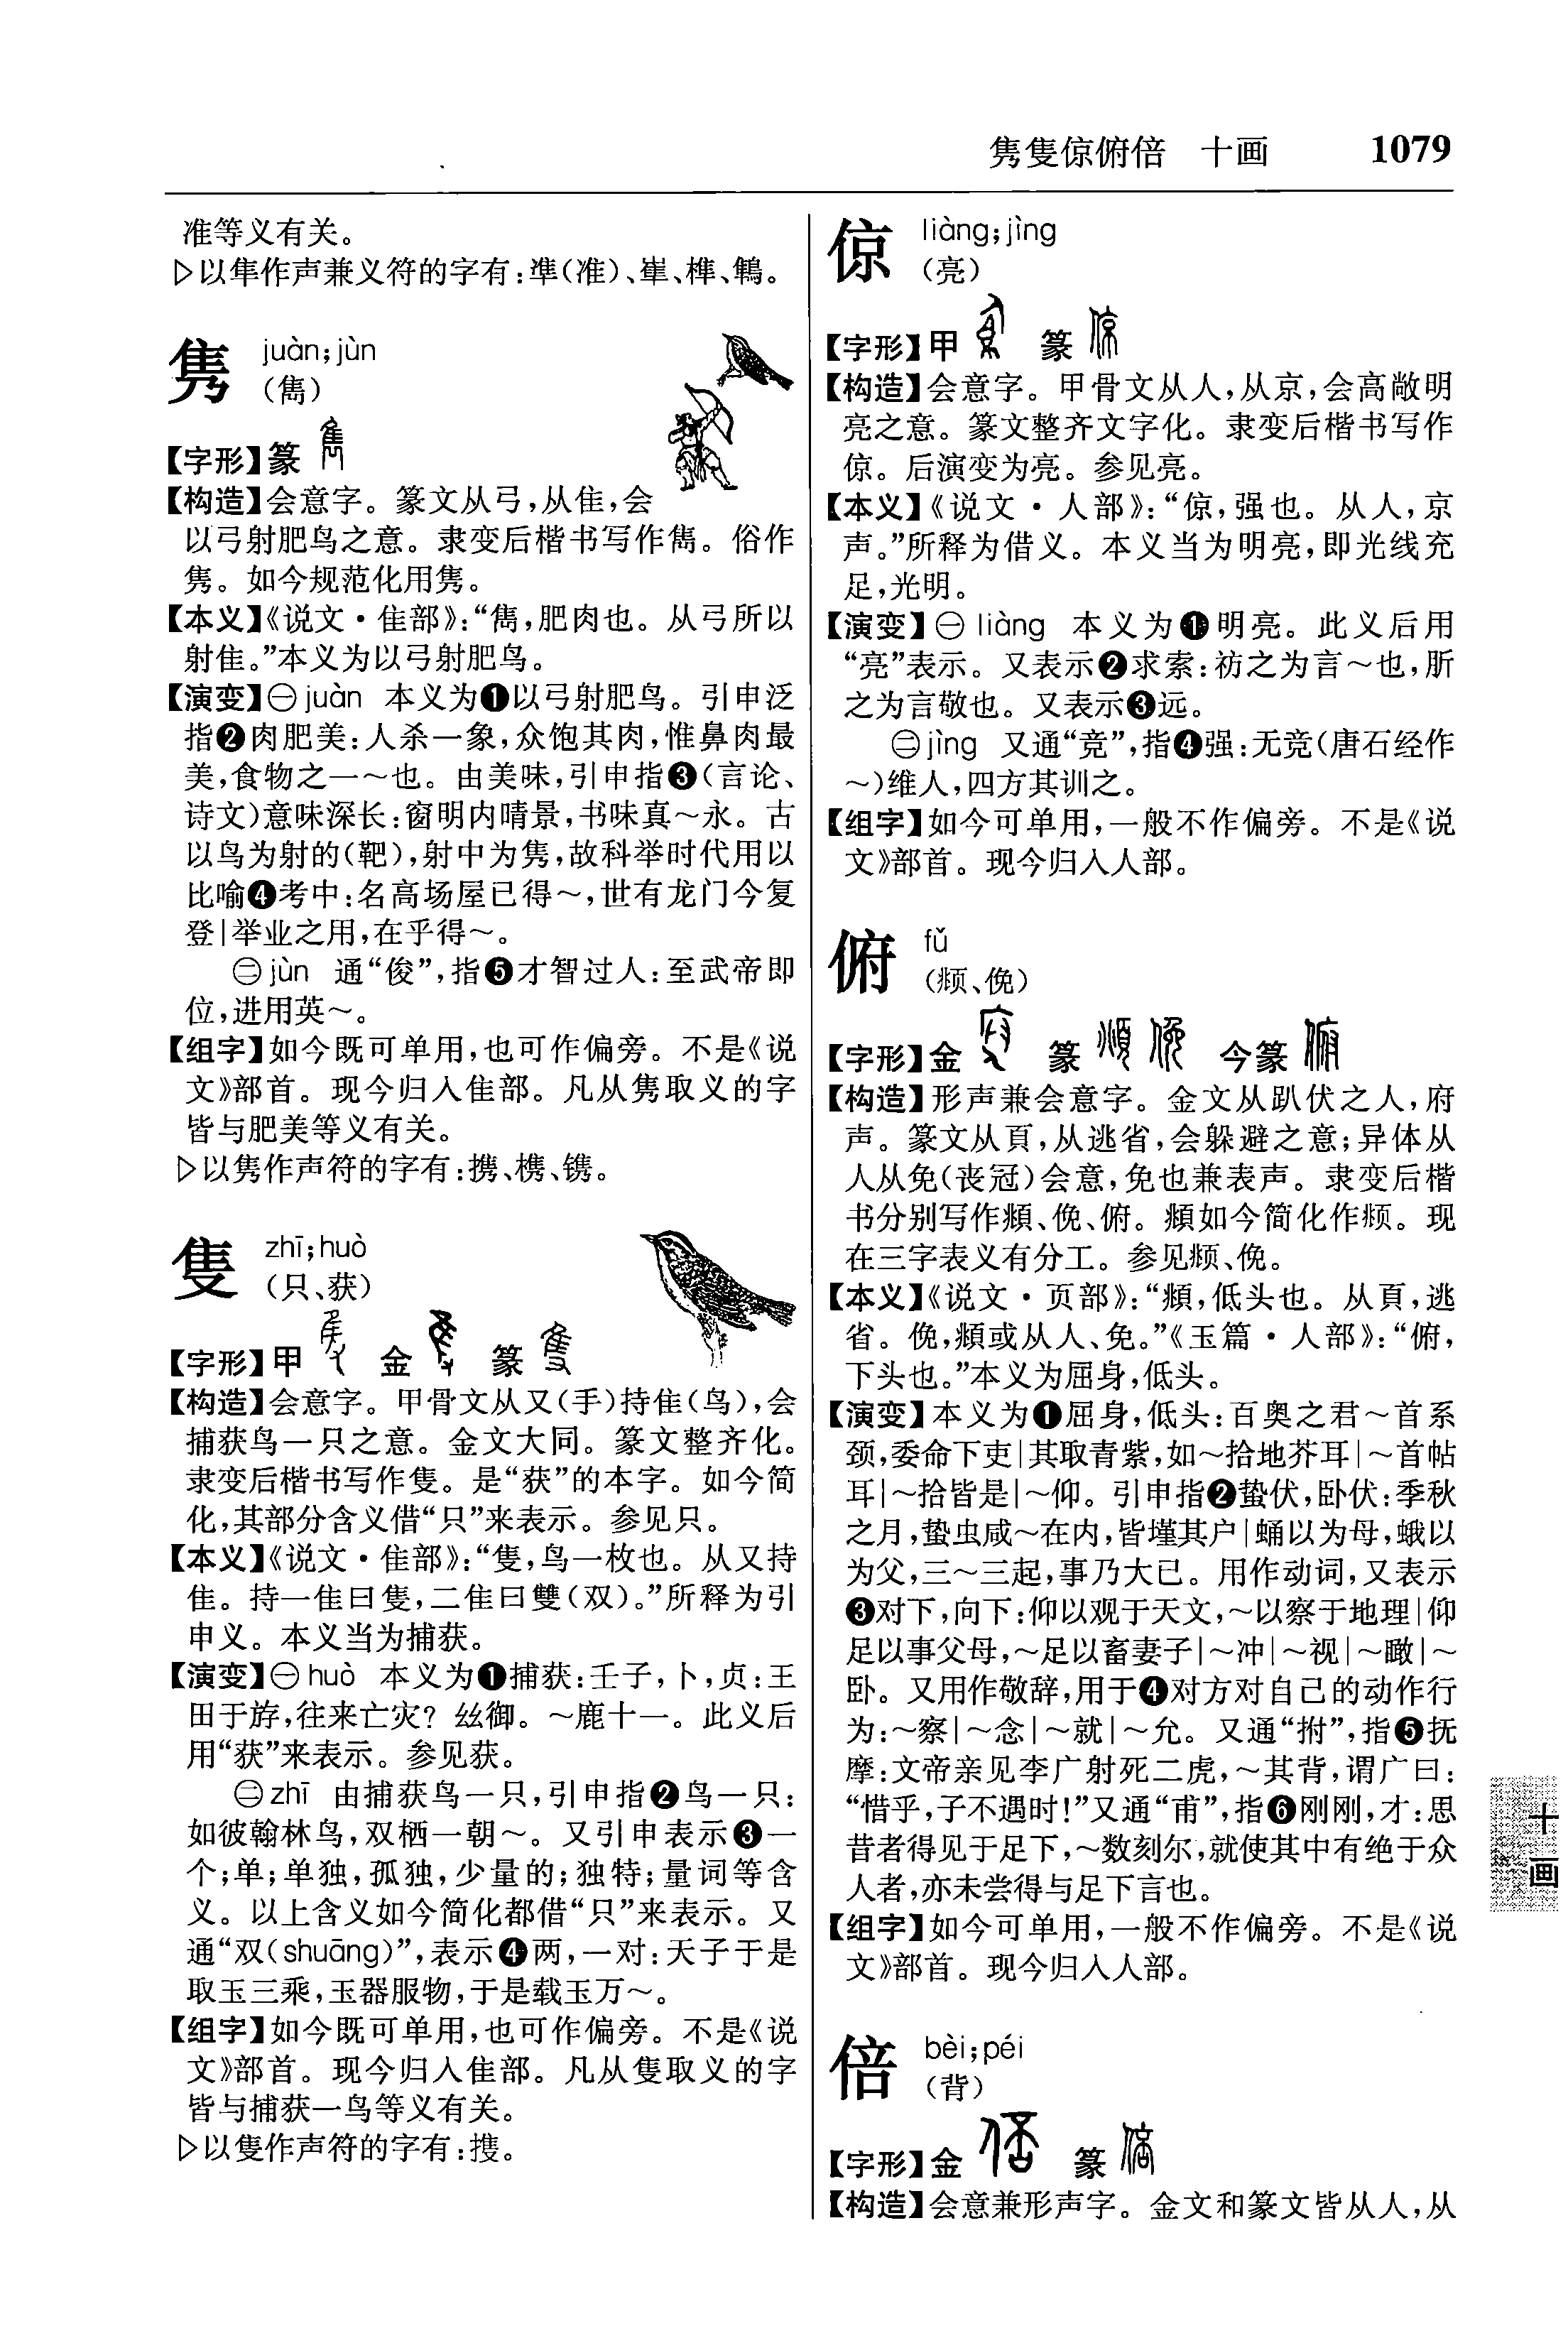 隽隻倞俯倍　十画　1079
准等义有关。
▷以隼作声兼义符的字有：準(准)、㠑、榫、鶽。
隽 juàn；jùn
（雋）
【字形】篆
【构造】会意字。篆文从弓，从隹，会
以弓射肥鸟之意。隶变后楷书写作雋。俗作
隽。如今规范化用隽。
【本义】《说文·隹部》：“雋，肥肉也。从弓所以
射隹。”本义为以弓射肥鸟。
【演变】㊀juàn 本义为❶以弓射肥鸟。引申泛
指❷肉肥美：人杀一象，众饱其肉，惟鼻肉最
美，食物之一～也。由美味，引申指❸(言论、
诗文)意味深长：窗明内晴景，书味真～永。古
以鸟为射的(靶)，射中为隽，故科举时代用以
比喻❹考中：名高场屋已得～，世有龙门今复
登|举业之用，在乎得～。
㊁jùn 通“俊”，指❺才智过人：至武帝即
位，进用英～。
【组字】如今既可单用，也可作偏旁。不是《说
文》部首。现今归入隹部。凡从隽取义的字
皆与肥美等义有关。
▷以隽作声符的字有：携、槜、镌。
隻 zhī；huò
（只、获）
【字形】甲 金 篆
【构造】会意字。甲骨文从又(手)持隹(鸟)，会
捕获鸟一只之意。金文大同。篆文整齐化。
隶变后楷书写作隻。是“获”的本字。如今简
化，其部分含义借“只”来表示。参见只。
【本义】《说文·隹部》：“隻，鸟一枚也。从又持
隹。持一隹曰隻，二隹曰雙(双)。”所释为引
申义。本义当为捕获。
【演变】㊀huò 本义为❶捕获：壬子，卜，贞：王
田于斿，往来亡灾？ 𢆶御。～鹿十一。此义后
用“获”来表示。参见获。
㊁zhī 由捕获鸟一只，引申指❷鸟一只：
如彼翰林鸟，双栖一朝～。又引申表示❸一
个；单；单独，孤独，少量的；独特；量词等含
义。以上含义如今简化都借“只”来表示。又
通“双(shuāng)”，表示❹两，一对：天子于是
取玉三乘，玉器服物，于是载玉万～。
【组字】如今既可单用，也可作偏旁。不是《说
文》部首。现今归入隹部。凡从隻取义的字
皆与捕获一鸟等义有关。
▷以隻作声符的字有：㨦。
倞 liàng；jìng
（亮）
【字形】甲 篆
【构造】会意字。甲骨文从人，从京，会高敞明
亮之意。篆文整齐文字化。隶变后楷书写作
倞。后演变为亮。参见亮。
【本义】《说文·人部》：“倞，强也。从人，京
声。”所释为借义。本义当为明亮，即光线充
足，光明。
【演变】㊀liàng 本义为❶明亮。此义后用
“亮”表示。又表示❷求索：祊之为言～也，肵
之为言敬也。又表示❸远。
㊁jìng 又通“竞”，指❹强：无竞(唐石经作
～)维人，四方其训之。
【组字】如今可单用，一般不作偏旁。不是《说
文》部首。现今归入人部。
俯 fǔ
（𫖯、俛）
【字形】金 篆 今篆
【构造】形声兼会意字。金文从趴伏之人，府
声。篆文从頁，从逃省，会躲避之意；异体从
人从免(丧冠)会意，免也兼表声。隶变后楷
书分别写作頫、俛、俯。頫如今简化作𫖯。现
在三字表义有分工。参见𫖯、俛。
【本义】《说文·页部》：“頫，低头也。从頁，逃
省。俛，頫或从人、免。”《玉篇·人部》：“俯，
下头也。”本义为屈身，低头。
【演变】本义为❶屈身，低头：百奥之君～首系
颈，委命下吏|其取青紫，如～拾地芥耳|～首帖
耳|～拾皆是|～仰。引申指❷蛰伏，卧伏：季秋
之月，蛰虫咸～在内，皆墐其户|蛹以为母，蛾以
为父，三～三起，事乃大已。用作动词，又表示
❸对下，向下：仰以观于天文，～以察于地理|仰
足以事父母，～足以畜妻子|～冲|～视|～瞰|～
卧。又用作敬辞，用于❹对方对自己的动作行
为：～察|～念|～就|～允。又通“拊”，指❺抚
摩：文帝亲见李广射死二虎，～其背，谓广曰：
“惜乎，子不遇时！”又通“甫”，指❻刚刚，才：思
昔者得见于足下，～数刻尔，就使其中有绝于众
人者，亦未尝得与足下言也。
【组字】如今可单用，一般不作偏旁。不是《说
文》部首。现今归入人部。
倍 bèi；péi
（背）
【字形】金 篆
【构造】会意兼形声字。金文和篆文皆从人，从
十画